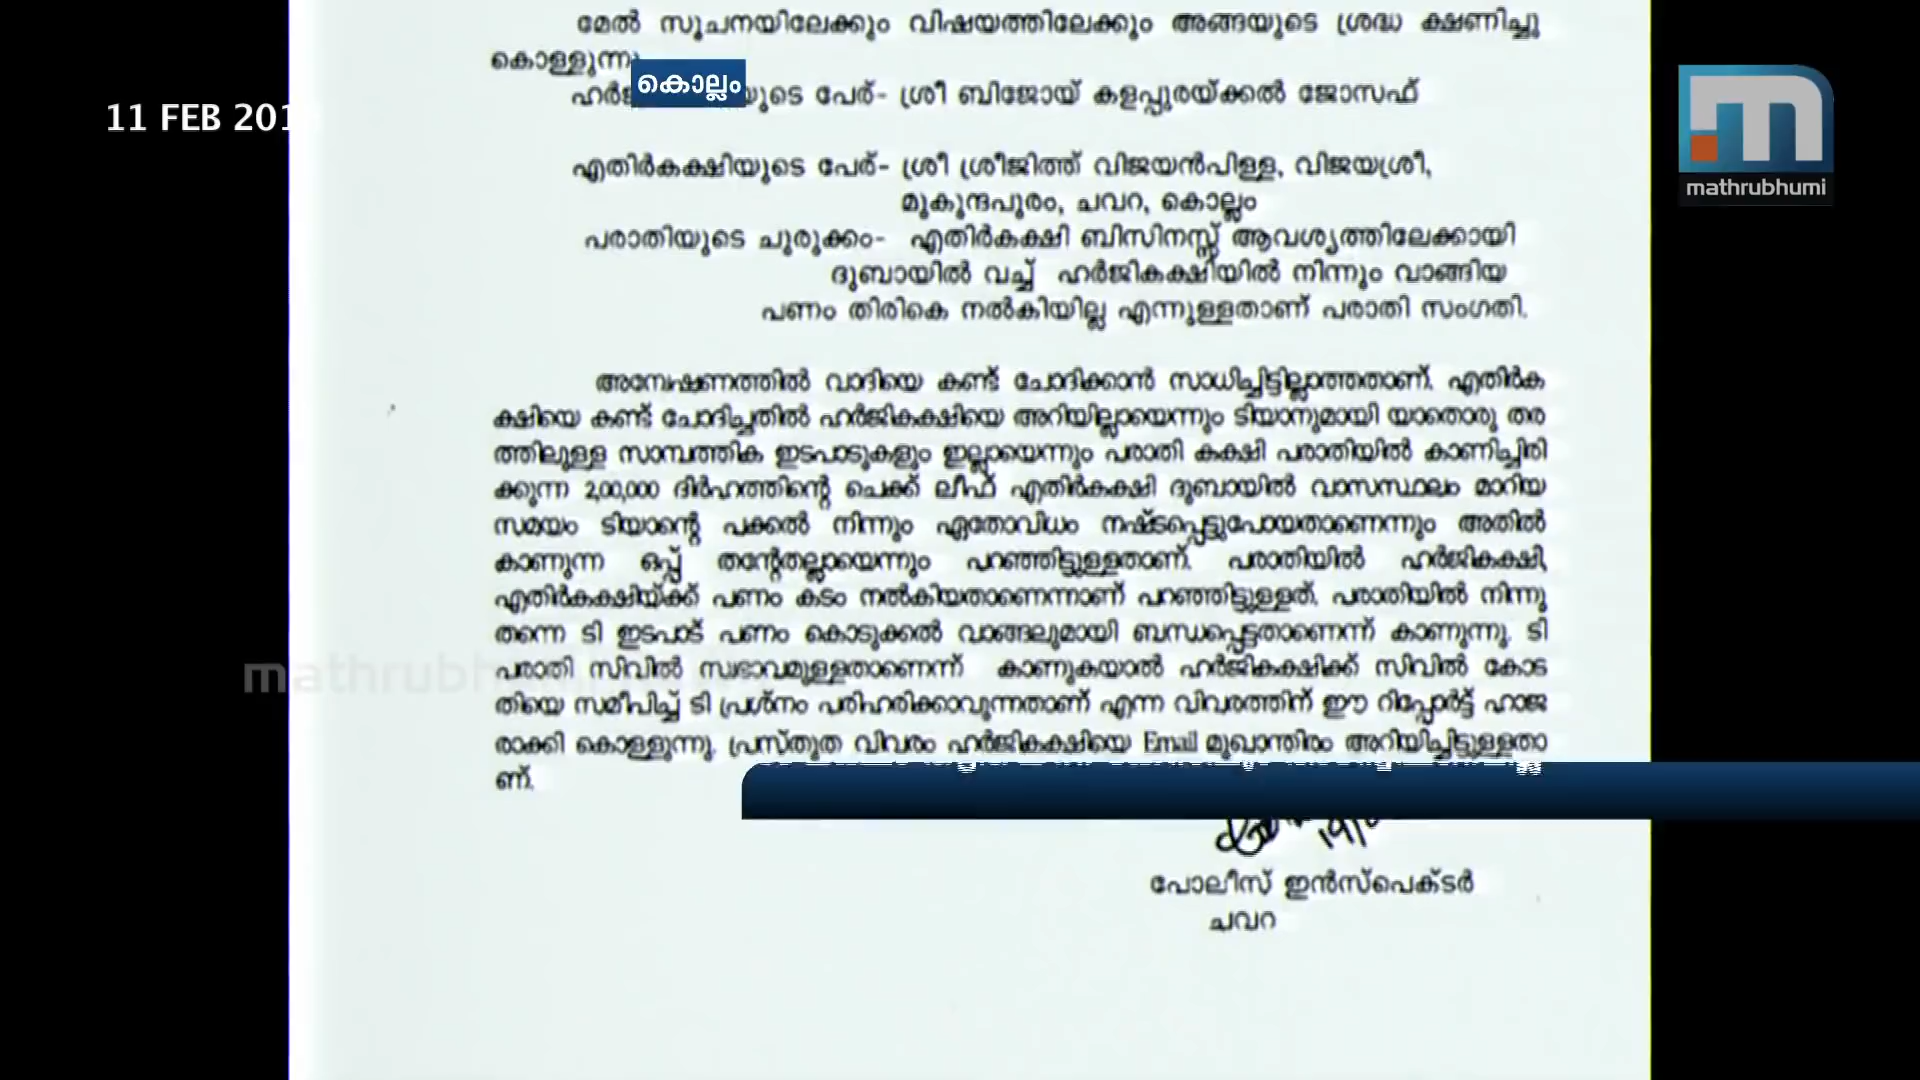 മേൽ സൂചനയിലേക്കും വിഷയത്തിലേക്കും അങ്ങയുടെ ശ്രദ്ധ ക്ഷണിച്ചു
കൊള്ളുന്നു
കൊല്ലം
യുടെ പേര്- ശ്രീ ബിജോയ് കളപ്പുരയ്ക്കൽ ജോസഫ്
11 FEB 201
എതിർകക്ഷിയുടെ പേര്- ശ്രീ ശ്രീജിത്ത് വിജയൻപിള്ള, വിജയശ്രീ,
മുകുന്ദപുരം, ചവറ, കൊല്ലം
mathrubhumi
പരാതിയുടെ ചുരുക്കം- എതിർകക്ഷി ബിസിനസ്സ് ആവശ്യത്തിലേക്കായി
ദുബായിൽ വച്ച് ഹർജികക്ഷിയിൽ നിന്നും വാങ്ങിയ
പണം തിരികെ നൽകിയില്ല എന്നുള്ളതാണ് പരാതി സംഗതി.
അന്വേഷണത്തിൽ വാദിയെ കണ്ട് ചോദിക്കാൻ സാധിച്ചിട്ടില്ലാത്തതാണ്. എതിർക
ക്ഷിയെ കണ്ട് ചോദിച്ചതിൽ ഹർജികക്ഷിയെ അറിയില്ലായെന്നും ടിയാനുമായി യാതൊരു തര
ത്തിലുള്ള സാമ്പത്തിക ഇടപാടുകളും ഇല്ലായെന്നും പരാതി കക്ഷി പരാതിയിൽ കാണിച്ചിരി
ക്കുന്ന 2,00,000 ദിർഹത്തിന്റെ ചെക്ക് ലീഫ് എതിർകക്ഷി ദുബായിൽ വാസസ്ഥലം മാറിയ
സമയം ടിയാന്റെ പക്കൽ നിന്നും ഏതോവിധം നഷ്ടപ്പെട്ടുപോയതാണെന്നും അതിൽ
കാണുന്ന ഒപ്പ് തന്റേതല്ലായെന്നും പറഞ്ഞിട്ടുള്ളതാണ്. പരാതിയിൽ ഹർജികക്ഷി,
എതിർകക്ഷിയ്ക്ക് പണം കടം നൽകിയതാണെന്നാണ് പറഞ്ഞിട്ടുള്ളത്. പരാതിയിൽ നിന്നു
തന്നെ ടി ഇടപാട് പണം കൊടുക്കൽ വാങ്ങലുമായി ബന്ധപ്പെട്ടതാണെന്ന് കാണുന്നു. ടി
പരാതി സിവിൽ സ്വഭാവമുള്ളതാണെന്ന് കാണുകയാൽ ഹർജികക്ഷിക്ക് സിവിൽ കോട
mathrubhumi
തിയെ സമീപിച്ച് ടി പ്രശ്നം പരിഹരിക്കാവുന്നതാണ് എന്ന വിവരത്തിന് ഈ റിപ്പോർട്ട് ഹാജ
രാക്കി കൊള്ളുന്നു. പ്രസ്തുത വിവരം ഹർജികക്ഷിയെ Email മുഖാന്തിരം അറിയിച്ചിട്ടുള്ളതാ
ണ്.
പോലീസ് ഇൻസ്പെക്ടർ
ചവറ